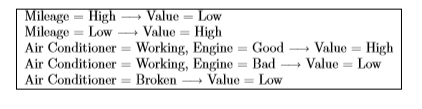 Mileage = High ⟶ Value = Low
Mileage = Low ⟶ Value = High
Air Conditioner = Working, Engine = Good ⟶ Value = High
Air Conditioner = Working, Engine = Bad ⟶ Value = Low
Air Conditioner = Broken ⟶ Value = Low